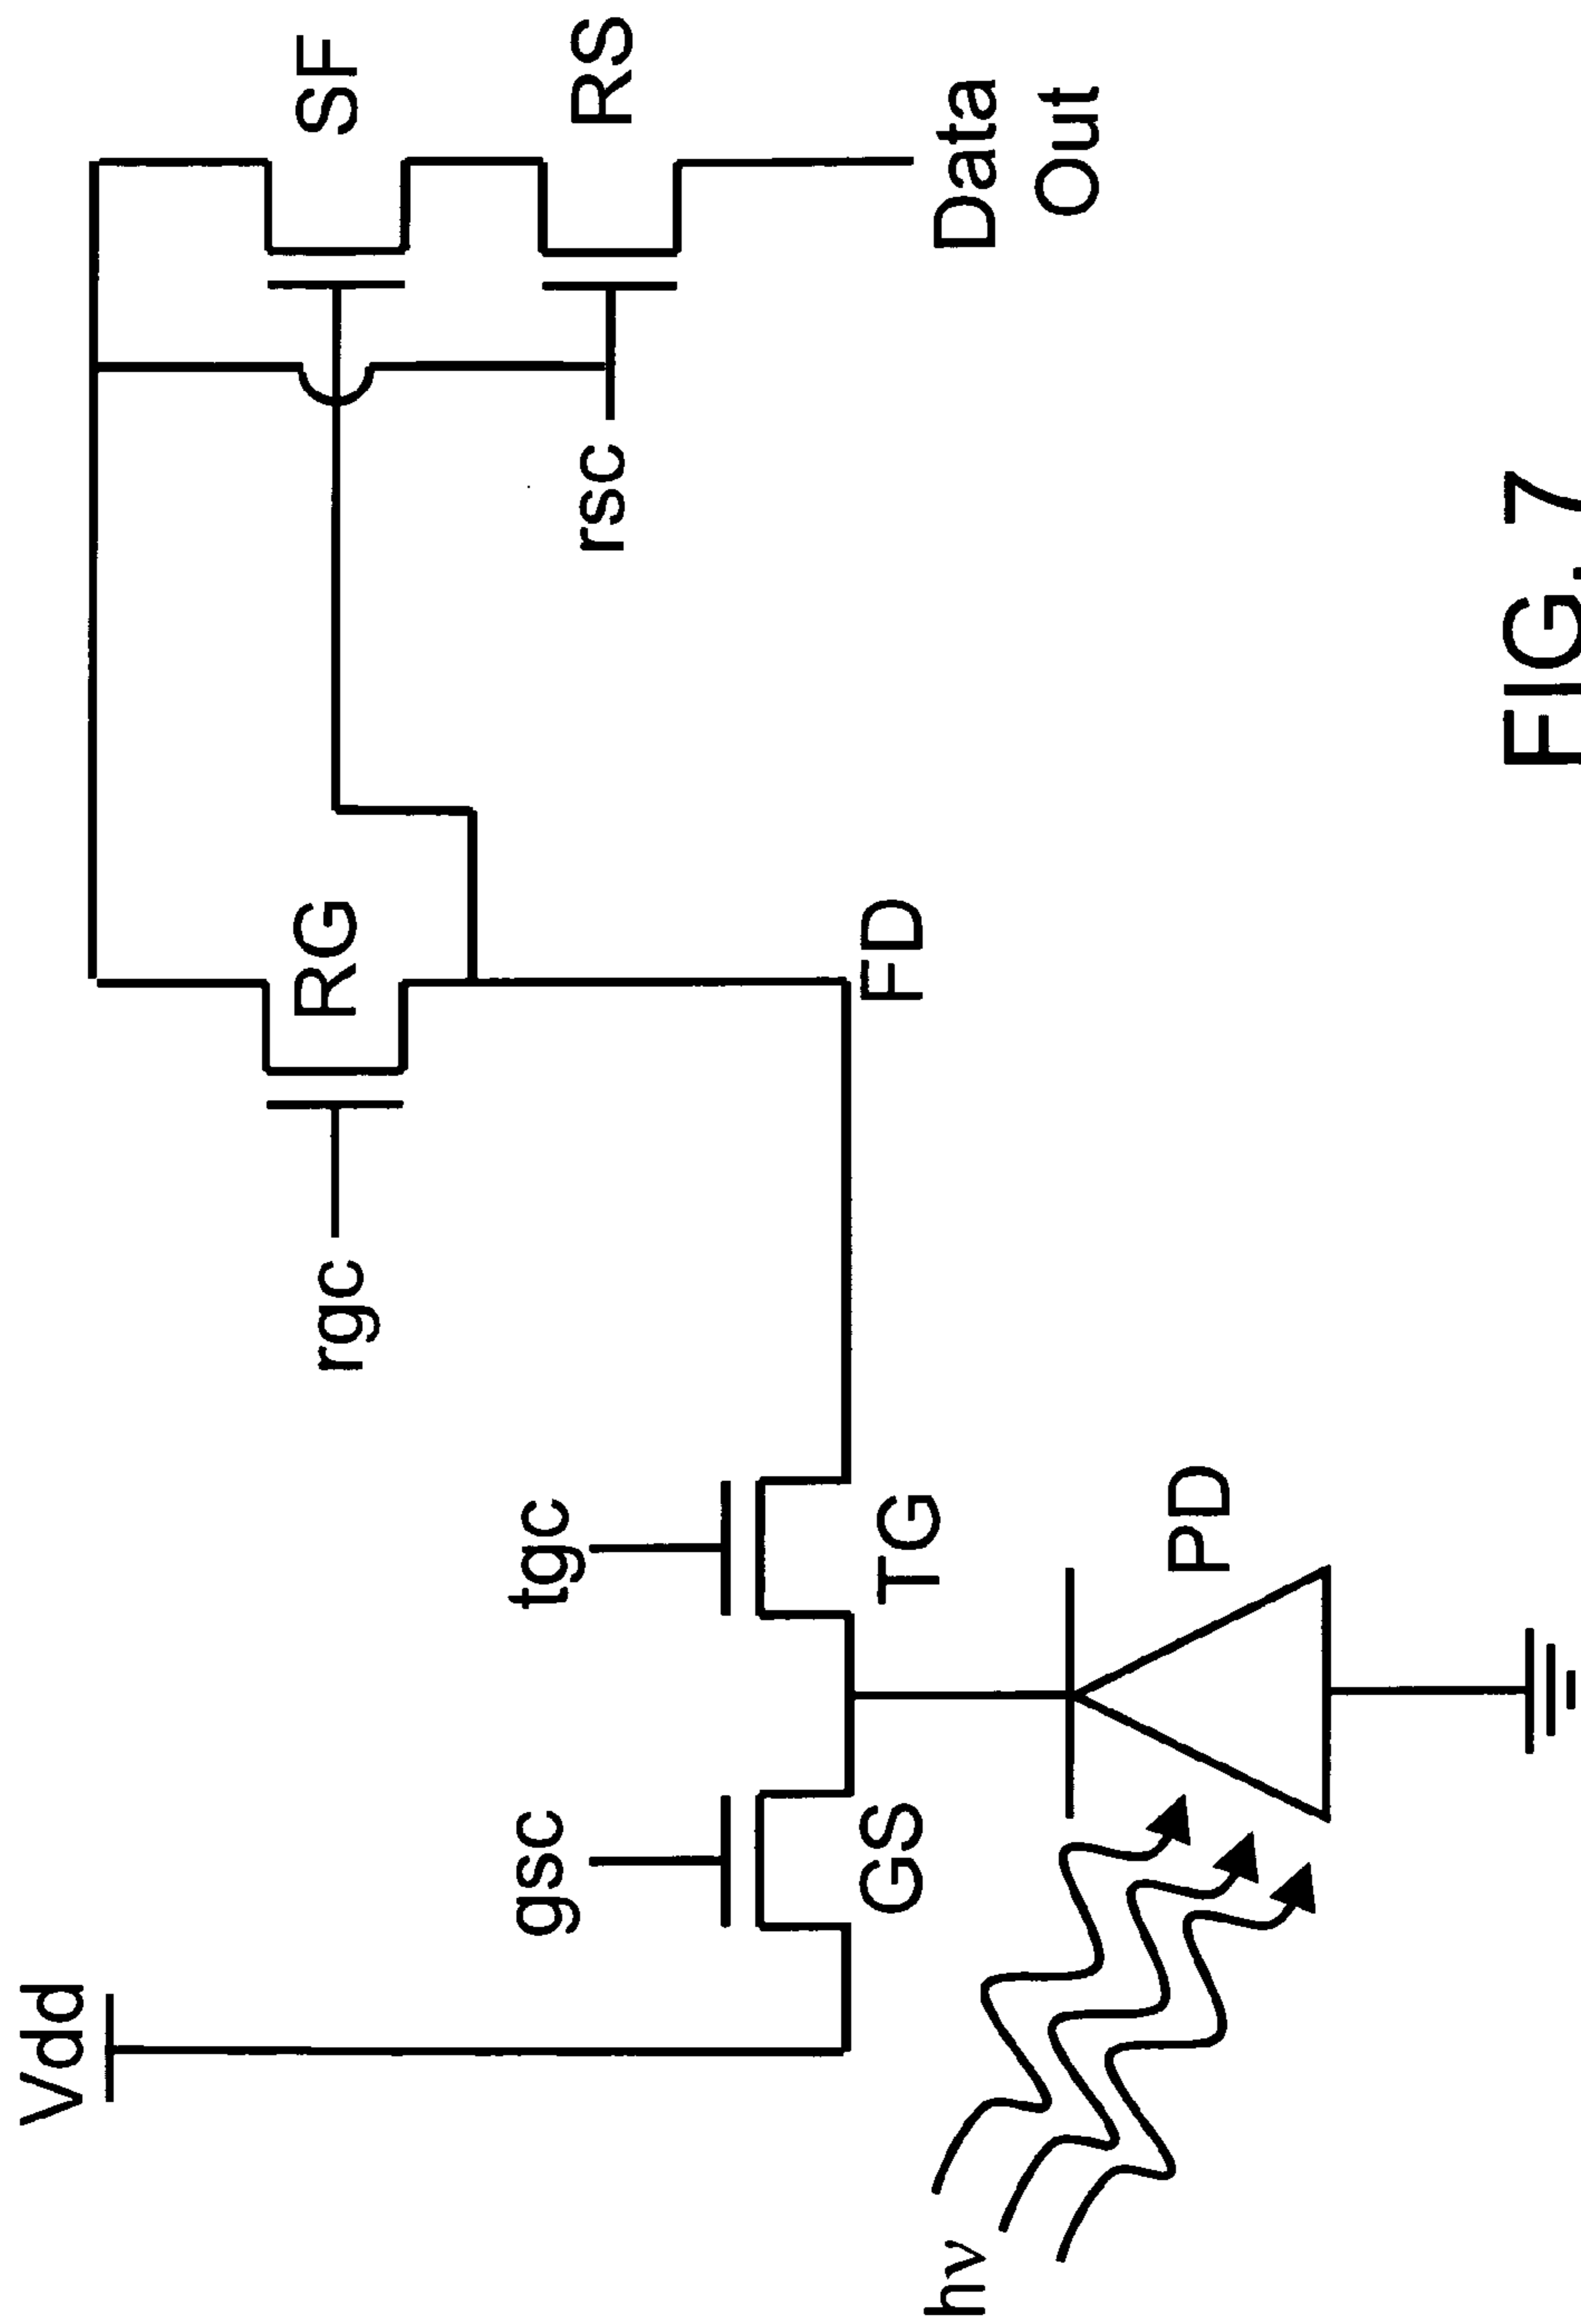 Vdd
gsc
tgc
rgc
RG
SF
RS
rsc
Data
Out
GS
TG
FD
hν
PD
FIG. 7